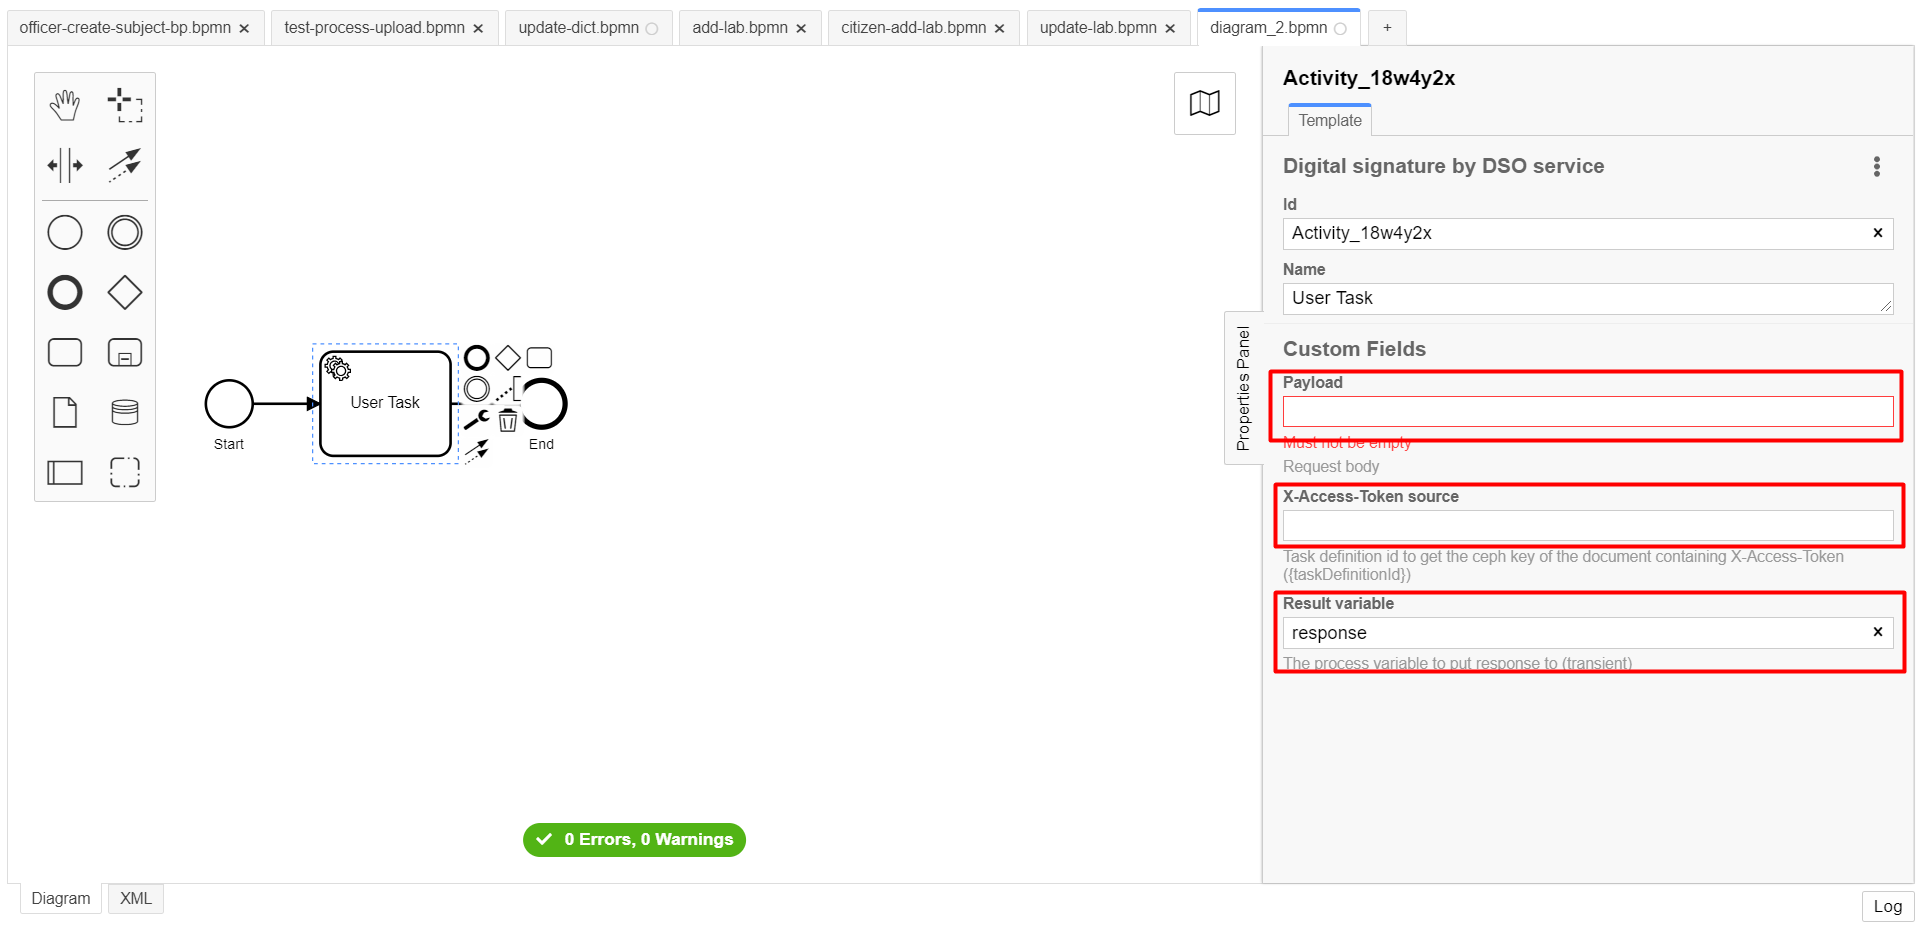 officer-create-subject-bp.bpmn
test-process-upload.bpmn
update-dict.bpmn
add-lab.bpmn
citizen-add-lab.bpmn
update-lab.bpmn
diagram_2.bpmn
+
Start
User Task
End
0 Errors, 0 Warnings
Properties Panel
Activity_18w4y2x
Template
Digital signature by DSO service
Id
Activity_18w4y2x
Name
User Task
Custom Fields
Payload
Must not be empty
Request body
X-Access-Token source
Task definition id to get the ceph key of the document containing X-Access-Token
({taskDefinitionId})
Result variable
response
The process variable to put response to (transient)
Diagram
XML
Log